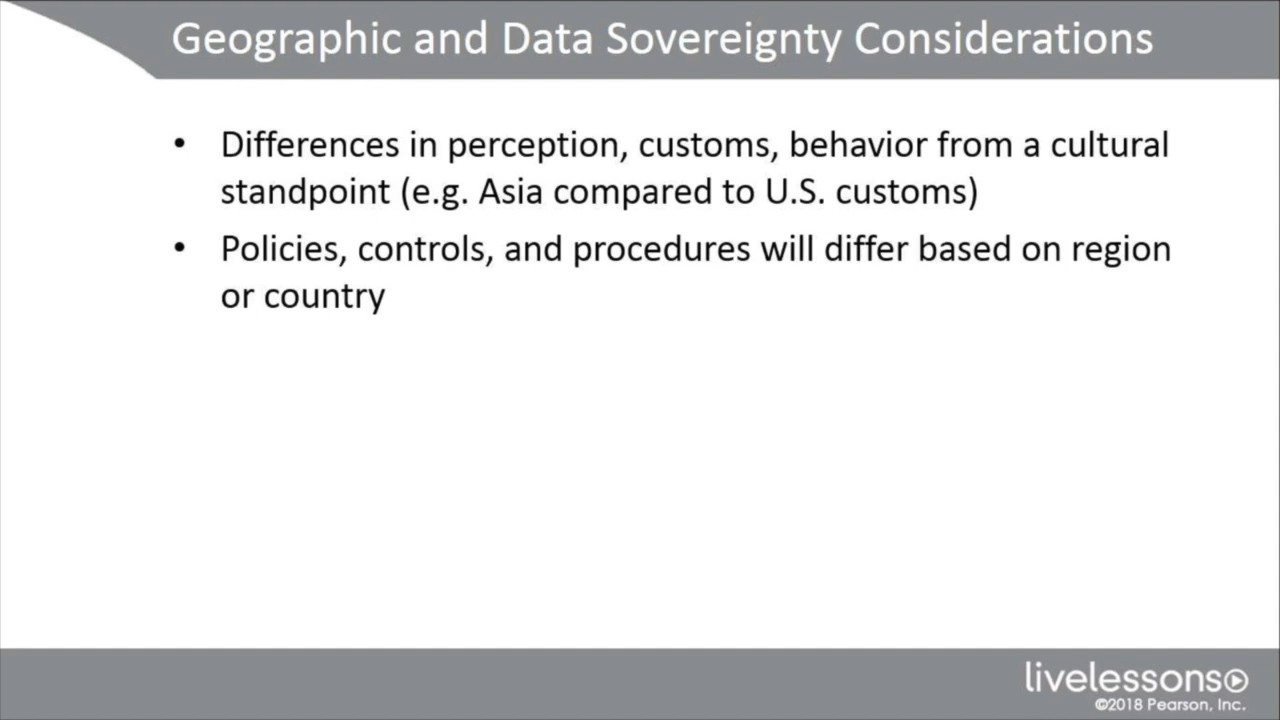 Geographic and Data Sovereignty Considerations
• Differences in perception, customs, behavior from a cultural
standpoint (e.g. Asia compared to U.S. customs)
• Policies, controls, and procedures will differ based on region
or country
livelessons
©2018 Pearson, Inc.